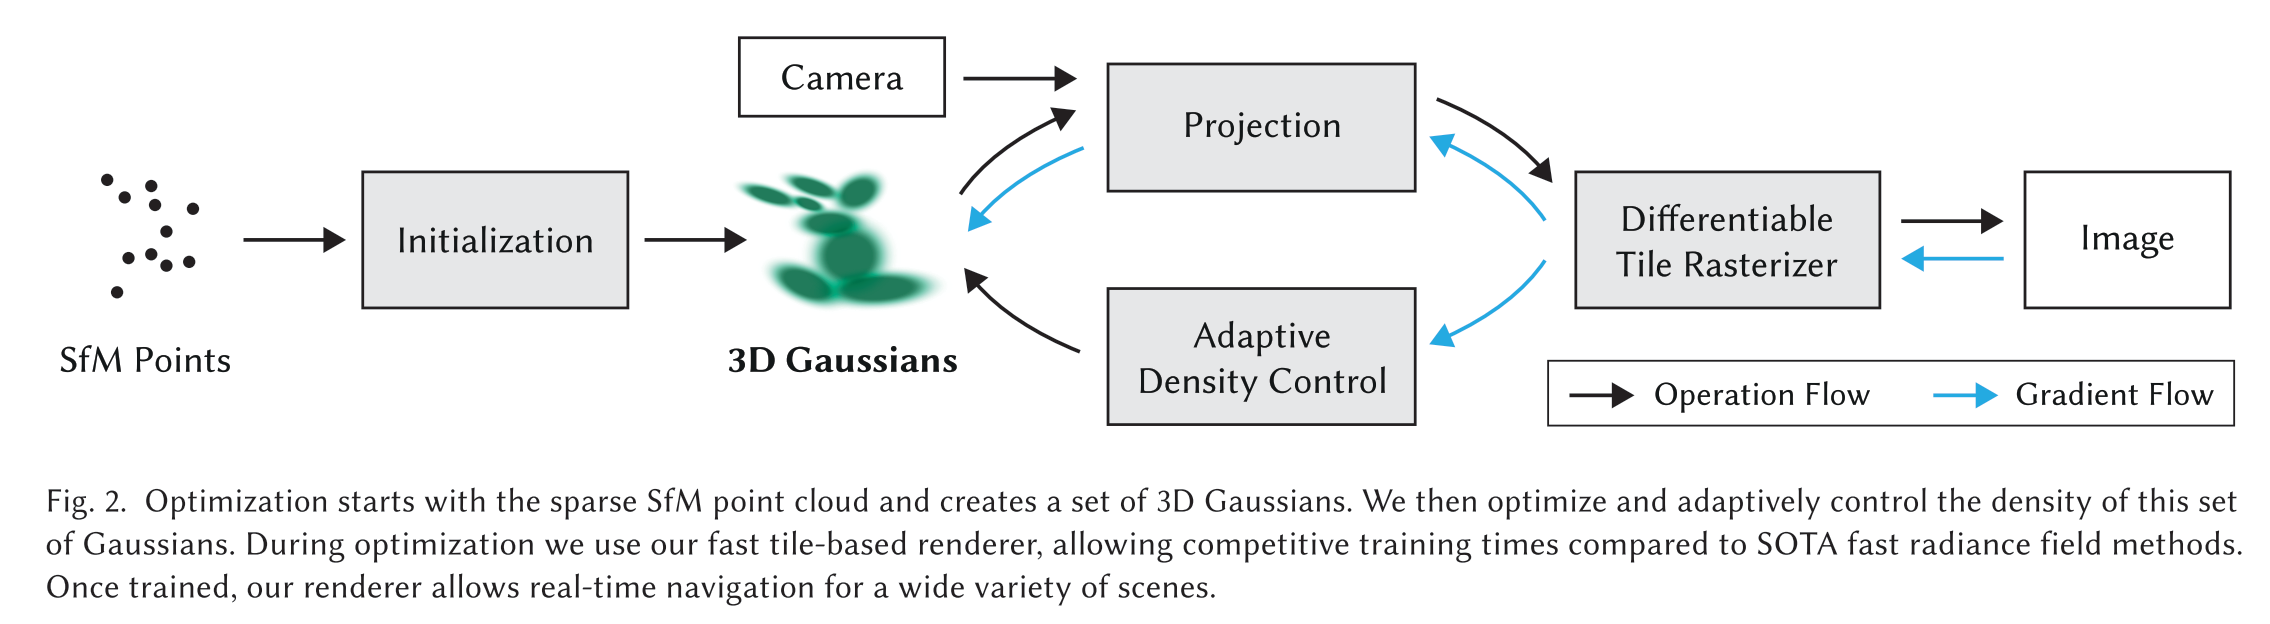 Camera
Projection
Initialization
Differentiable
Tile Rasterizer
Image
SfM Points
3D Gaussians
Adaptive
Density Control
Operation Flow
Gradient Flow
Fig. 2. Optimization starts with the sparse SfM point cloud and creates a set of 3D Gaussians. We then optimize and adaptively control the density of this set
of Gaussians. During optimization we use our fast tile-based renderer, allowing competitive training times compared to SOTA fast radiance field methods.
Once trained, our renderer allows real-time navigation for a wide variety of scenes.